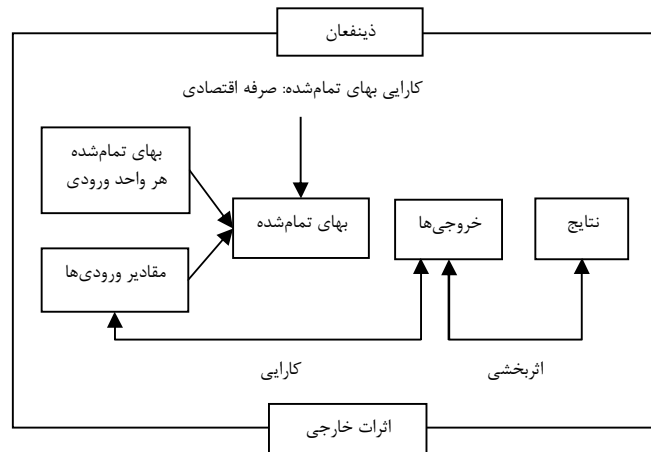 ذینفعان
کارایی بهای تمام‌شده: صرفه اقتصادی
بهای تمام‌شده
هر واحد ورودی
بهای تمام‌شده
خروجی‌ها
نتایج
مقادیر ورودی‌ها
کارایی
اثربخشی
اثرات خارجی